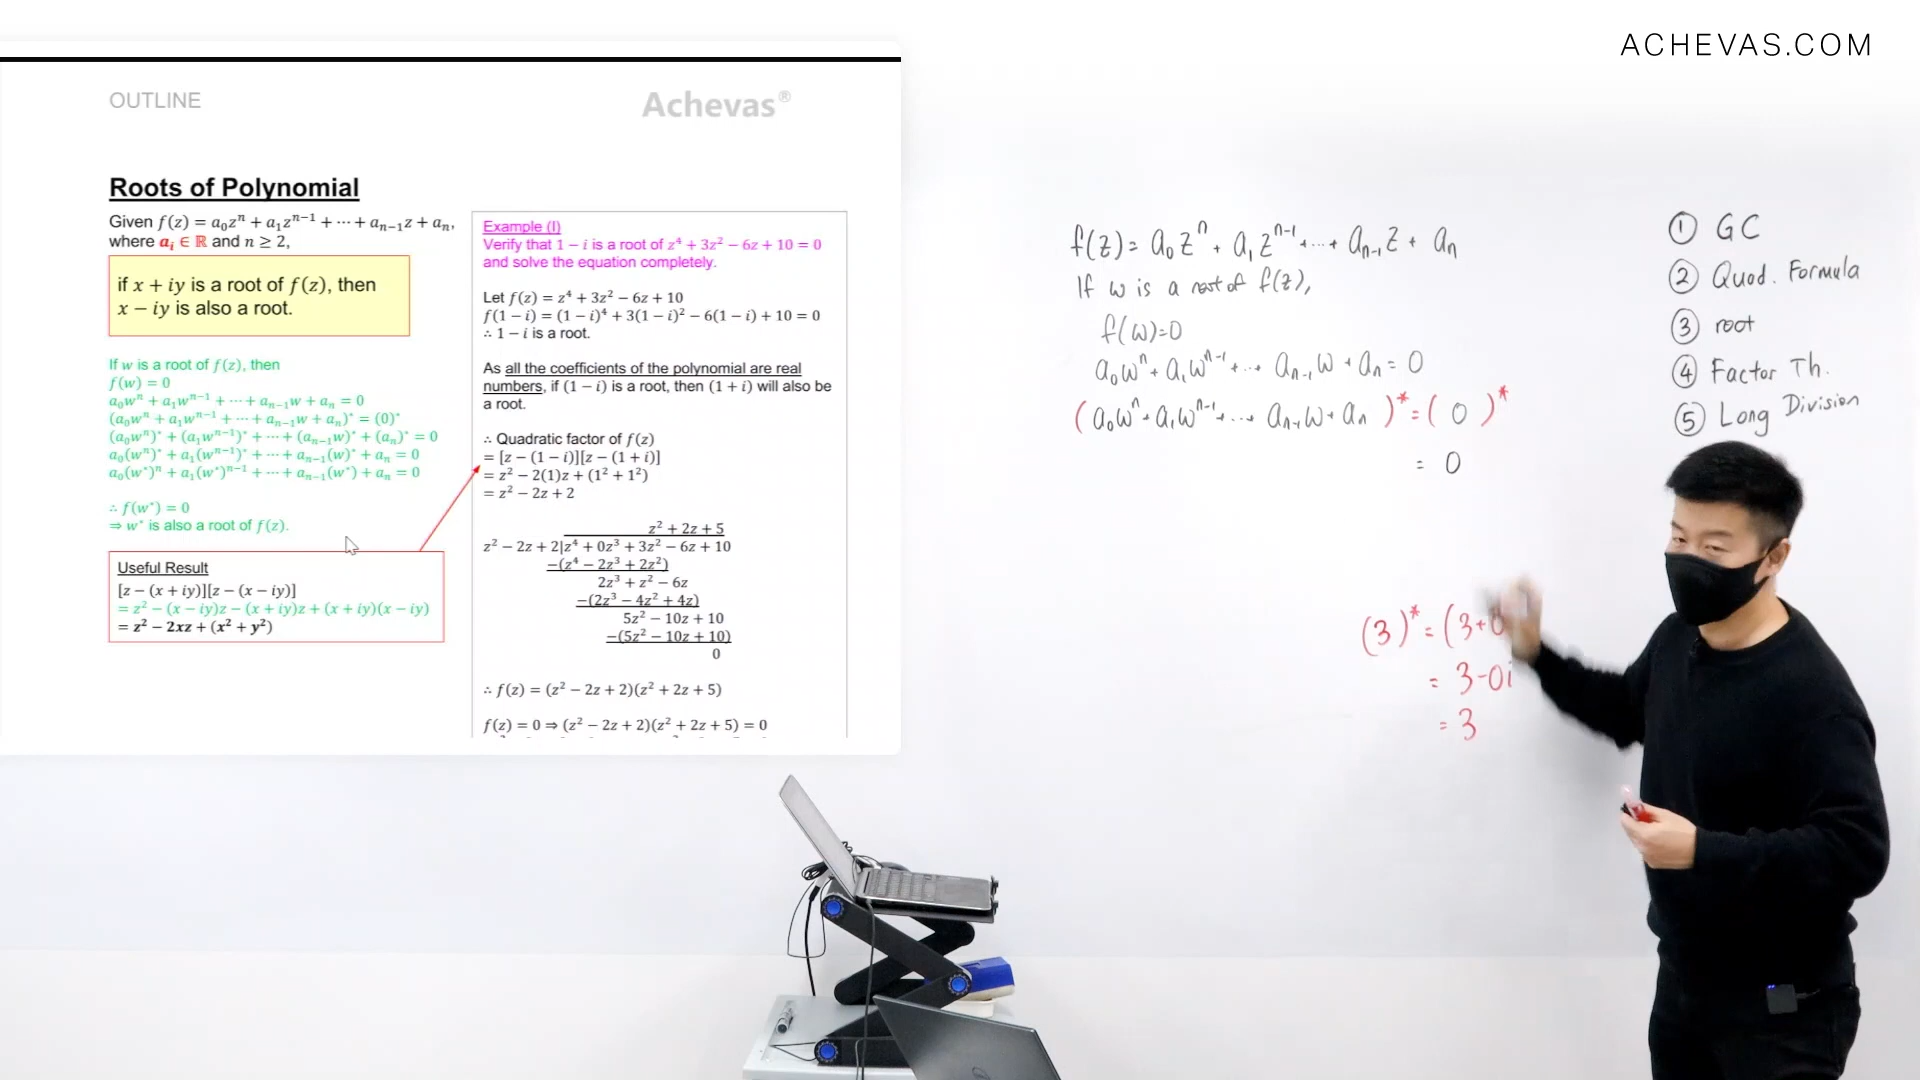 ACHEVAS.COM
OUTLINE
Achevas®
Roots of Polynomial
Given f(z) = a₀zⁿ + a₁zⁿ⁻¹ + ⋯ + aₙ₋₁z + aₙ,
where aᵢ ∈ ℝ and n ≥ 2,
if x + iy is a root of f(z), then
x − iy is also a root.
If w is a root of f(z), then
f(w) = 0
a₀wⁿ + a₁wⁿ⁻¹ + ⋯ + aₙ₋₁w + aₙ = 0
(a₀wⁿ + a₁wⁿ⁻¹ + ⋯ + aₙ₋₁w + aₙ)* = (0)*
(a₀wⁿ)* + (a₁wⁿ⁻¹)* + ⋯ + (aₙ₋₁w)* + (aₙ)* = 0
a₀(wⁿ)* + a₁(wⁿ⁻¹)* + ⋯ + aₙ₋₁(w)* + aₙ = 0
a₀(w*)ⁿ + a₁(w*)ⁿ⁻¹ + ⋯ + aₙ₋₁(w*) + aₙ = 0
∴ f(w*) = 0
⇒ w* is also a root of f(z).
Useful Result
[z − (x + iy)][z − (x − iy)]
= z² − (x − iy)z − (x + iy)z + (x + iy)(x − iy)
= z² − 2xz + (x² + y²)
Example (I)
Verify that 1 − i is a root of z⁴ + 3z² − 6z + 10 = 0
and solve the equation completely.
Let f(z) = z⁴ + 3z² − 6z + 10
f(1 − i) = (1 − i)⁴ + 3(1 − i)² − 6(1 − i) + 10 = 0
∴ 1 − i is a root.
As all the coefficients of the polynomial are real
numbers, if (1 − i) is a root, then (1 + i) will also be
a root.
∴ Quadratic factor of f(z)
= [z − (1 − i)][z − (1 + i)]
= z² − 2(1)z + (1² + 1²)
= z² − 2z + 2
z² + 2z + 5
z² − 2z + 2|z⁴ + 0z³ + 3z² − 6z + 10
−(z⁴ − 2z³ + 2z²)
2z³ + z² − 6z
−(2z³ − 4z² + 4z)
5z² − 10z + 10
−(5z² − 10z + 10)
0
∴ f(z) = (z² − 2z + 2)(z² + 2z + 5)
f(z) = 0 ⇒ (z² − 2z + 2)(z² + 2z + 5) = 0
f(z) = a₀zⁿ + a₁zⁿ⁻¹ + ⋯ + aₙ₋₁z + aₙ
If w is a root of f(z),
f(w) = 0
a₀wⁿ + a₁wⁿ⁻¹ + ⋯ aₙ₋₁w + aₙ = 0
(a₀wⁿ + a₁wⁿ⁻¹ + ⋯ aₙ₋₁w + aₙ)* = (0)*
= 0
(3)* = (3+0
= 3-0i
= 3
① GC
② Quod. Formula
③ root
④ Factor Th.
⑤ Long Division